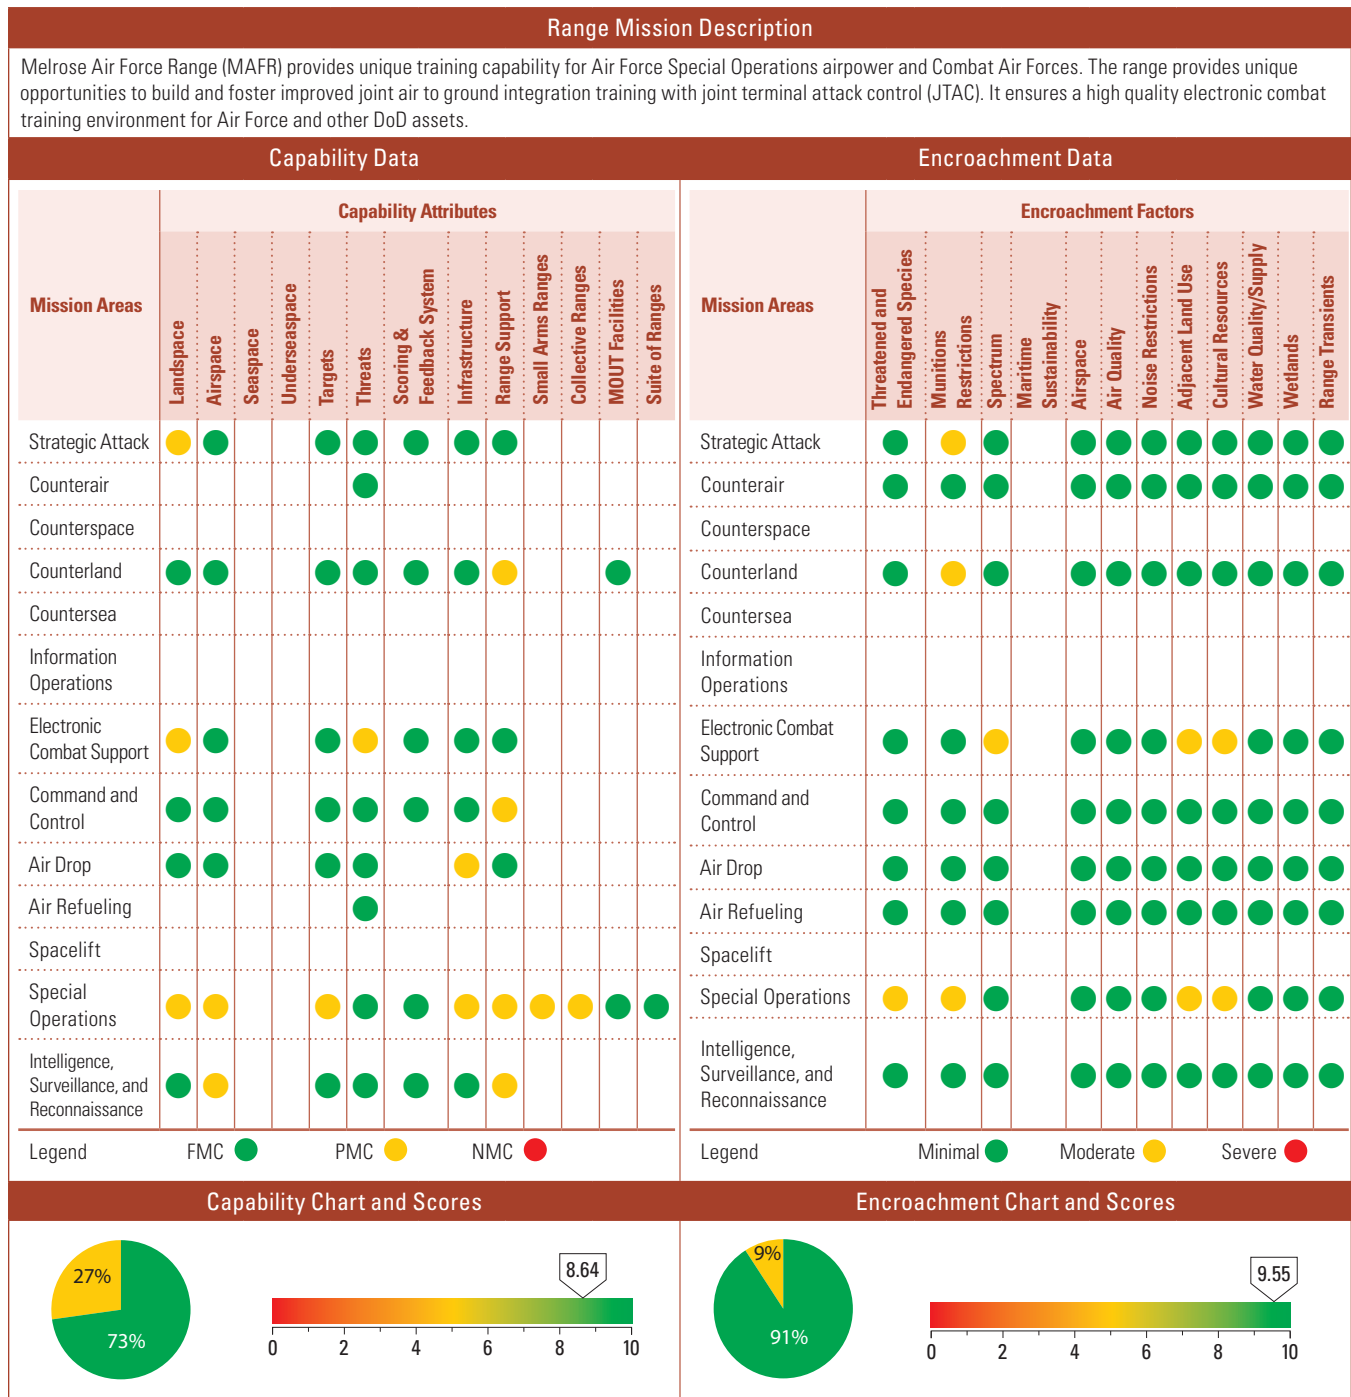 Range Mission Description
Melrose Air Force Range (MAFR) provides unique training capability for Air Force Special Operations airpower and Combat Air Forces. The range provides unique
opportunities to build and foster improved joint air to ground integration training with joint terminal attack control (JTAC). It ensures a high quality electronic combat
training environment for Air Force and other DoD assets.
Capability Data
Mission Areas
Capability Attributes
Landspace
Airspace
Seaspace
Underseaspace
Targets
Threats
Scoring &
Feedback System
Infrastructure
Range Support
Small Arms Ranges
Collective Ranges
MOUT Facilities
Suite of Ranges
Strategic Attack
Counterair
Counterspace
Counterland
Countersea
Information
Operations
Electronic
Combat Support
Command and
Control
Air Drop
Air Refueling
Spacelift
Special
Operations
Intelligence,
Surveillance, and
Reconnaissance
Legend
FMC
PMC
NMC
Encroachment Data
Mission Areas
Encroachment Factors
Threatened and
Endangered Species
Munitions
Restrictions
Spectrum
Maritime
Sustainability
Airspace
Air Quality
Noise Restrictions
Adjacent Land Use
Cultural Resources
Water Quality/Supply
Wetlands
Range Transients
Strategic Attack
Counterair
Counterspace
Counterland
Countersea
Information
Operations
Electronic Combat
Support
Command and
Control
Air Drop
Air Refueling
Spacelift
Special Operations
Intelligence,
Surveillance, and
Reconnaissance
Legend
Minimal
Moderate
Severe
Capability Chart and Scores
27%
73%
8.64
0 2 4 6 8 10
Encroachment Chart and Scores
9%
91%
9.55
0 2 4 6 8 10